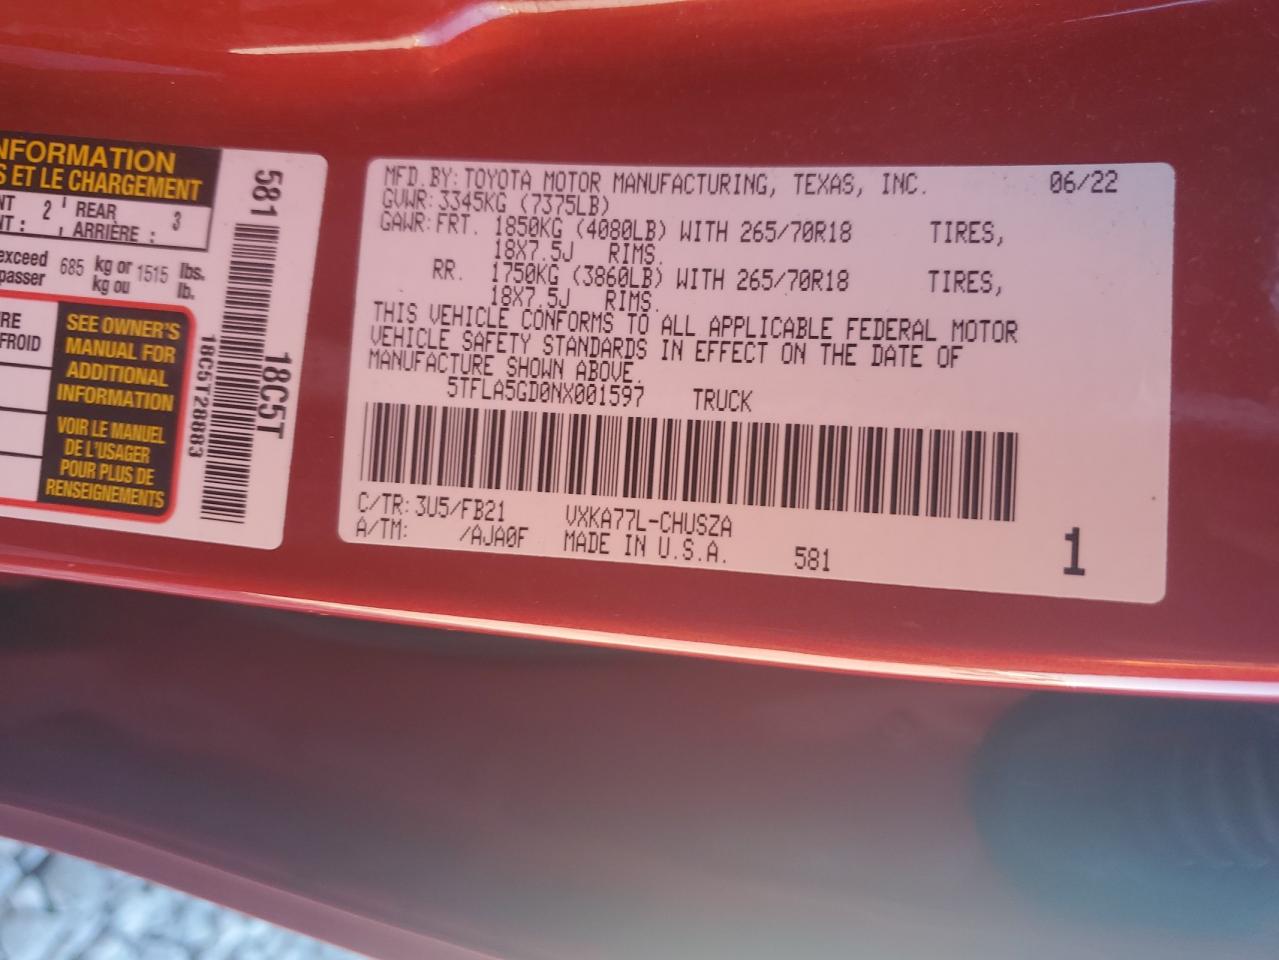 NFORMATION
S ET LE CHARGEMENT
NT 2 REAR 3
NT : , ARRIÈRE :
exceed 685 kg or 1515 lbs.
passer kg ou lb.
RE
FROID
SEE OWNER'S
MANUAL FOR
ADDITIONAL
INFORMATION
VOIR LE MANUEL
DE L'USAGER
POUR PLUS DE
RENSEIGNEMENTS
581
18C5T
18C5T28883
MFD. BY: TOYOTA MOTOR MANUFACTURING, TEXAS, INC. 06/22
GVWR: 3345KG (7375LB)
GAWR: FRT. 1850KG (4080LB) WITH 265/70R18 TIRES,
18X7.5J RIMS.
RR. 1750KG (3860LB) WITH 265/70R18 TIRES,
18X7.5J RIMS.
THIS VEHICLE CONFORMS TO ALL APPLICABLE FEDERAL MOTOR
VEHICLE SAFETY STANDARDS IN EFFECT ON THE DATE OF
MANUFACTURE SHOWN ABOVE.
5TFLA5GD0NX001597 TRUCK
C/TR: 3U5/FB21 VXKA77L-CHUSZA
A/TM: /AJA0F MADE IN U.S.A. 581
1